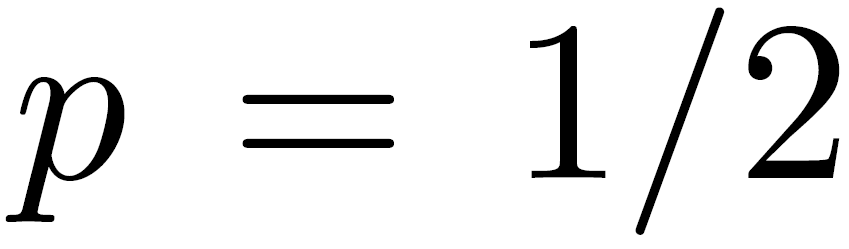 p = 1/2